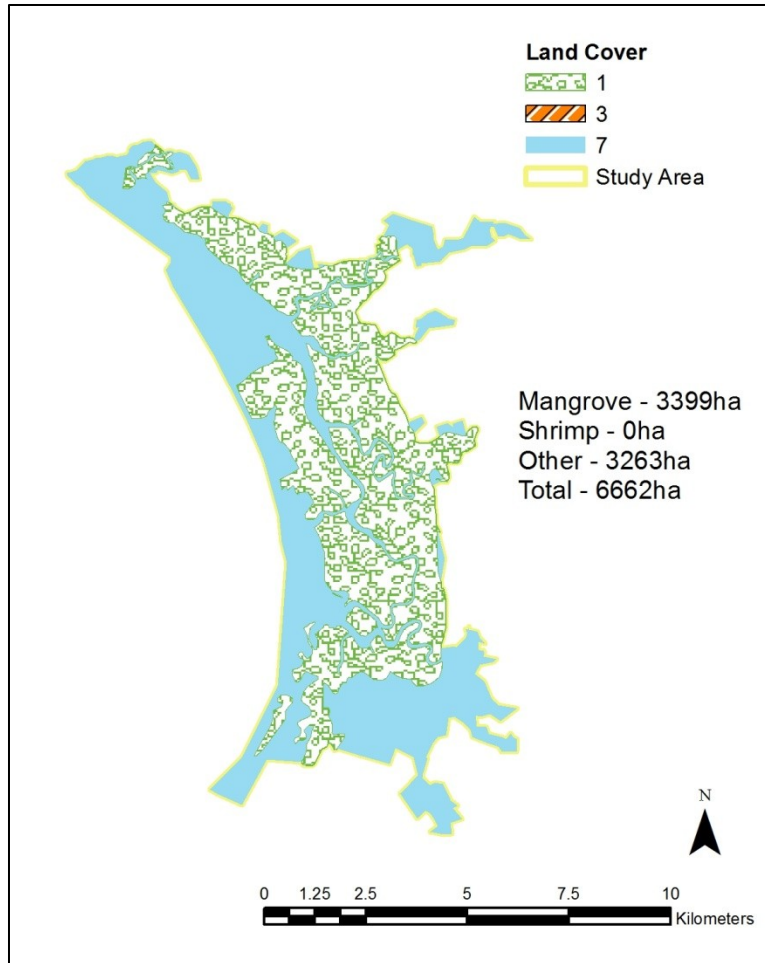 Land Cover
1
3
7
Study Area
Mangrove - 3399ha
Shrimp - 0ha
Other - 3263ha
Total - 6662ha
N
0 1.25 2.5 5 7.5 10
Kilometers